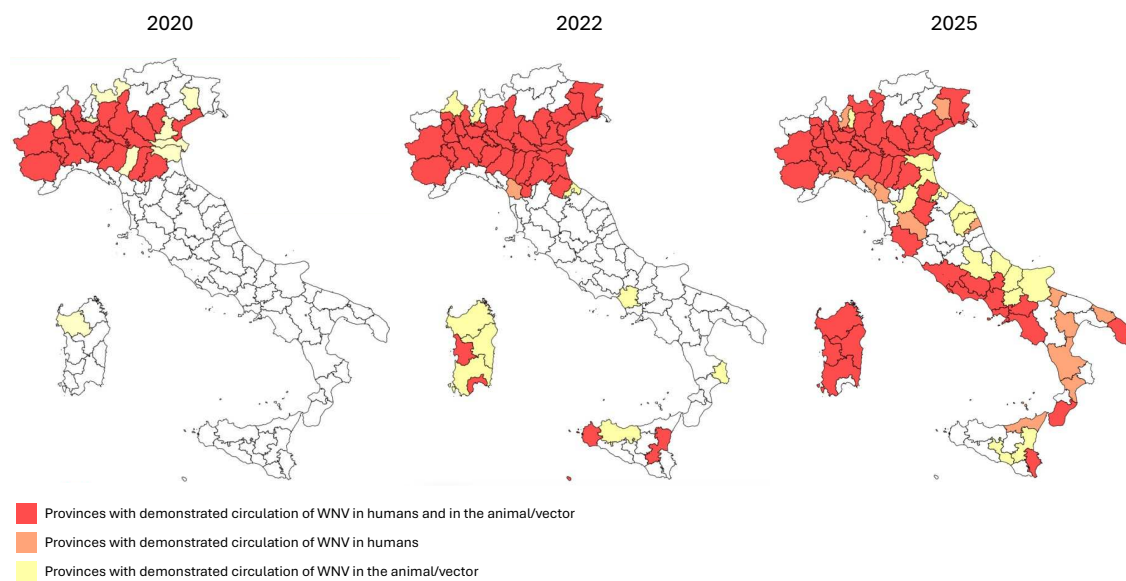 2020
2022
2025
Provinces with demonstrated circulation of WNV in humans and in the animal/vector
Provinces with demonstrated circulation of WNV in humans
Provinces with demonstrated circulation of WNV in the animal/vector